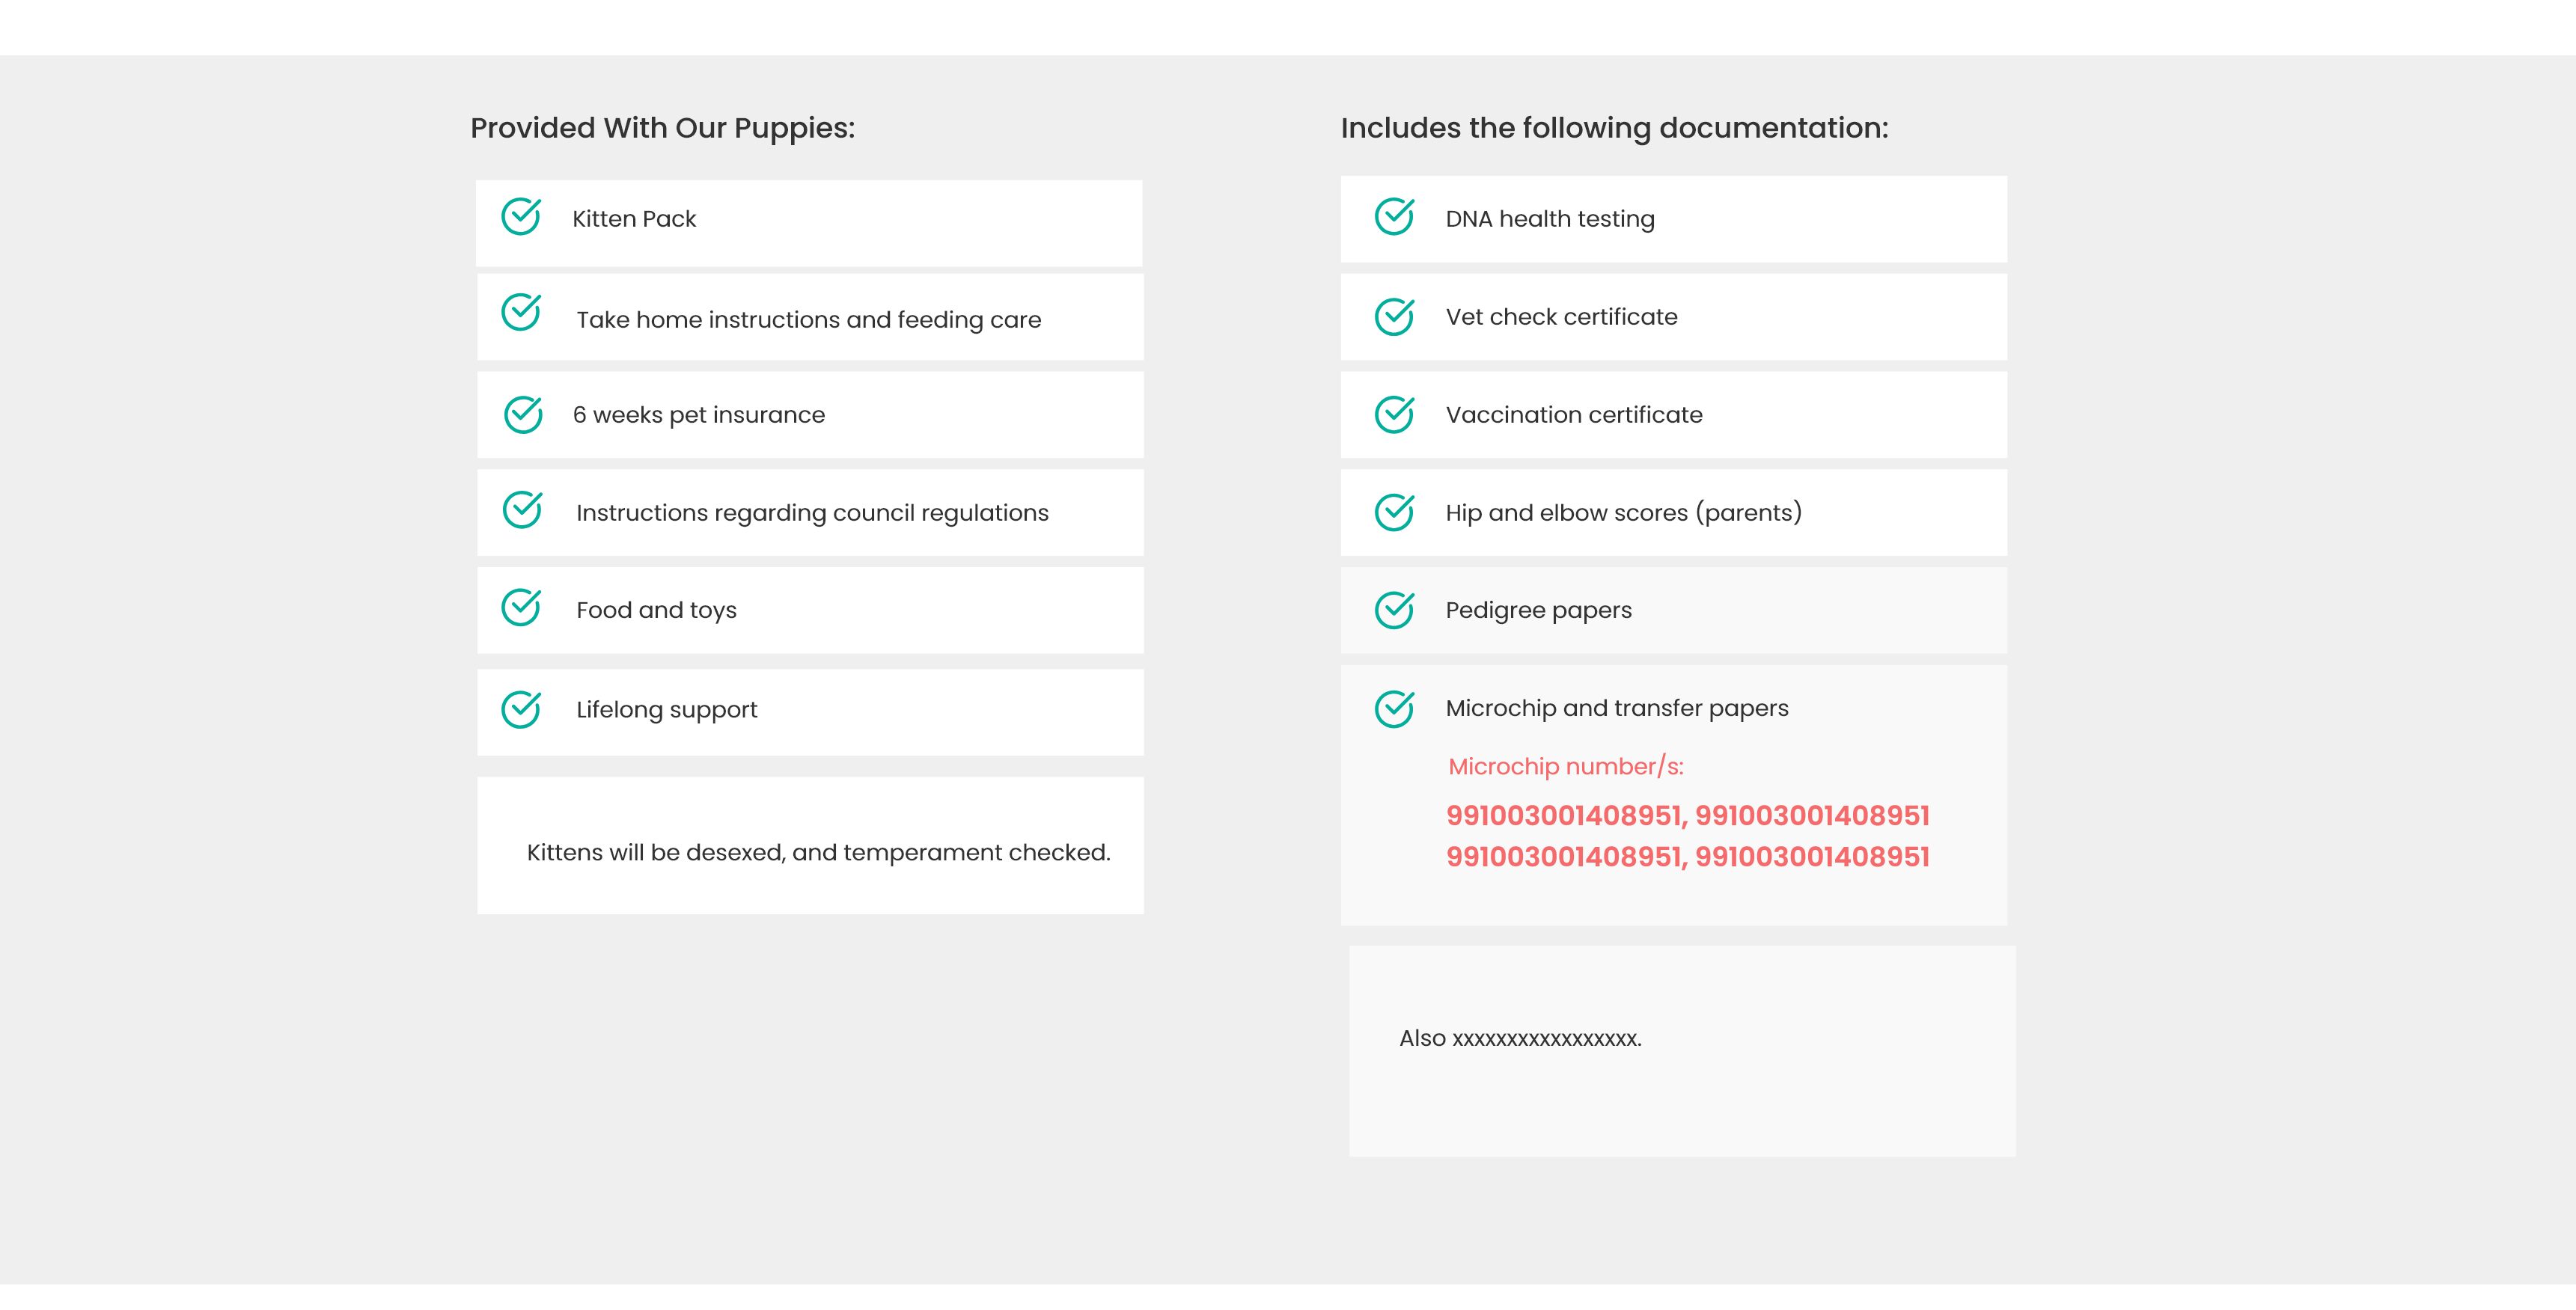 Provided With Our Puppies:
Kitten Pack
Take home instructions and feeding care
6 weeks pet insurance
Instructions regarding council regulations
Food and toys
Lifelong support
Kittens will be desexed, and temperament checked.
Includes the following documentation:
DNA health testing
Vet check certificate
Vaccination certificate
Hip and elbow scores (parents)
Pedigree papers
Microchip and transfer papers
Microchip number/s:
991003001408951, 991003001408951
991003001408951, 991003001408951
Also xxxxxxxxxxxxxxxxx.